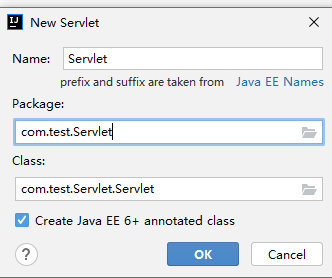 New Servlet
Name: Servlet
prefix and suffix are taken from Java EE Names
Package:
com.test.Servlet
Class:
com.test.Servlet.Servlet
Create Java EE 6+ annotated class
? OK Cancel